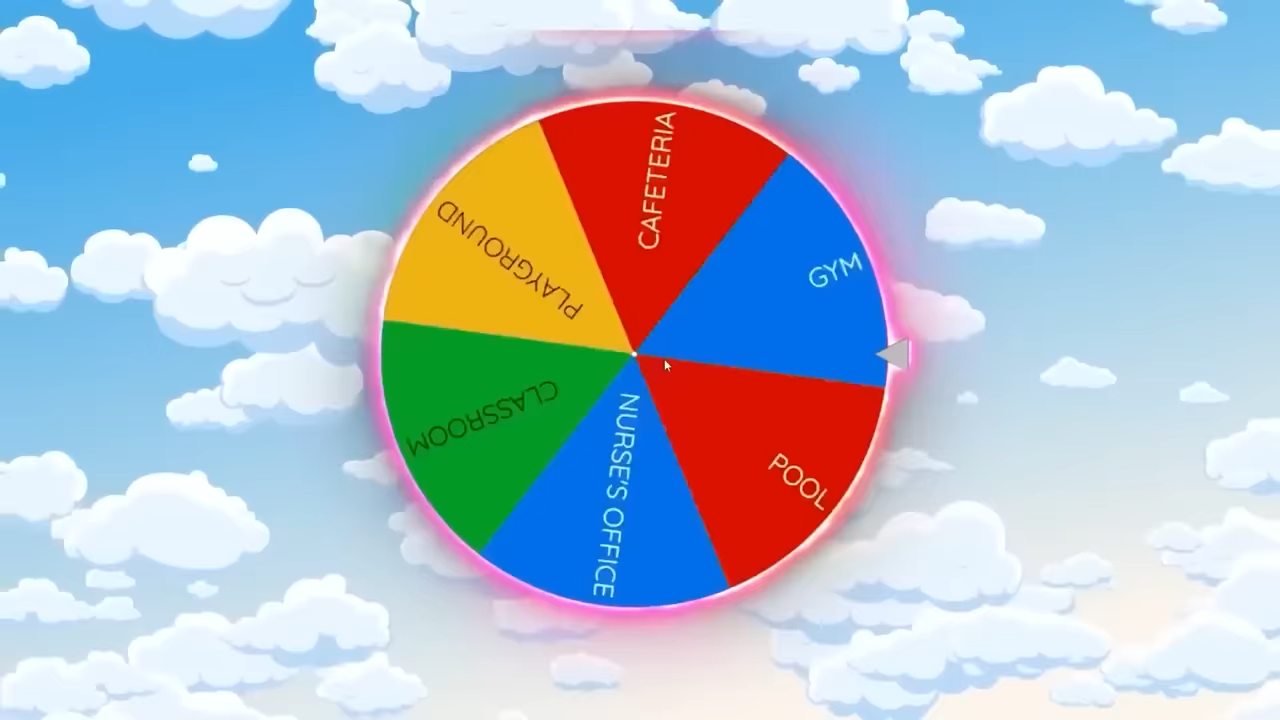 CAFETERIA
GYM
POOL
NURSE'S OFFICE
CLASSROOM
PLAYGROUND